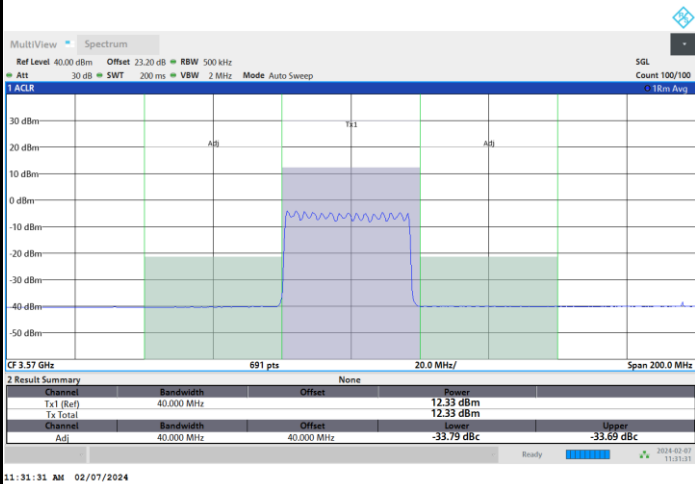 MultiView Spectrum
Ref Level 40.00 dBm Offset 23.20 dB RBW 500 kHz SGL
Att 30 dB SWT 200 ms VBW 2 MHz Mode Auto Sweep Count 100/100
1 ACLR 1Rm Avg
30 dBm
Tx1
20 dBm
Adj Adj
10 dBm
0 dBm
-10 dBm
-20 dBm
-30 dBm
-40 dBm
-50 dBm
CF 3.57 GHz 691 pts 20.0 MHz/ Span 200.0 MHz
2 Result Summary None
Channel Bandwidth Offset Power
Tx1 (Ref) 40.000 MHz 12.33 dBm
Tx Total 12.33 dBm
Channel Bandwidth Offset Lower Upper
Adj 40.000 MHz 40.000 MHz -33.79 dBc -33.69 dBc
Ready 2024-02-07
11:31:31
11:31:31 AM 02/07/2024